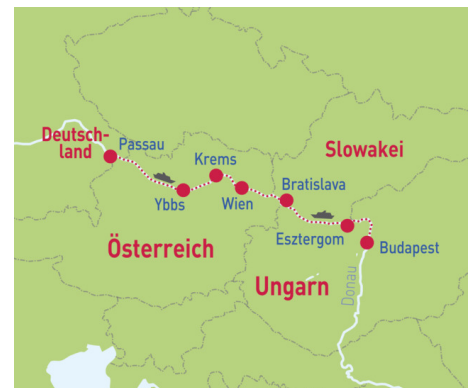 Deutsch-
land
Passau
Krems
Ybbs
Wien
Slowakei
Bratislava
Österreich
Esztergom
Budapest
Ungarn
Donau